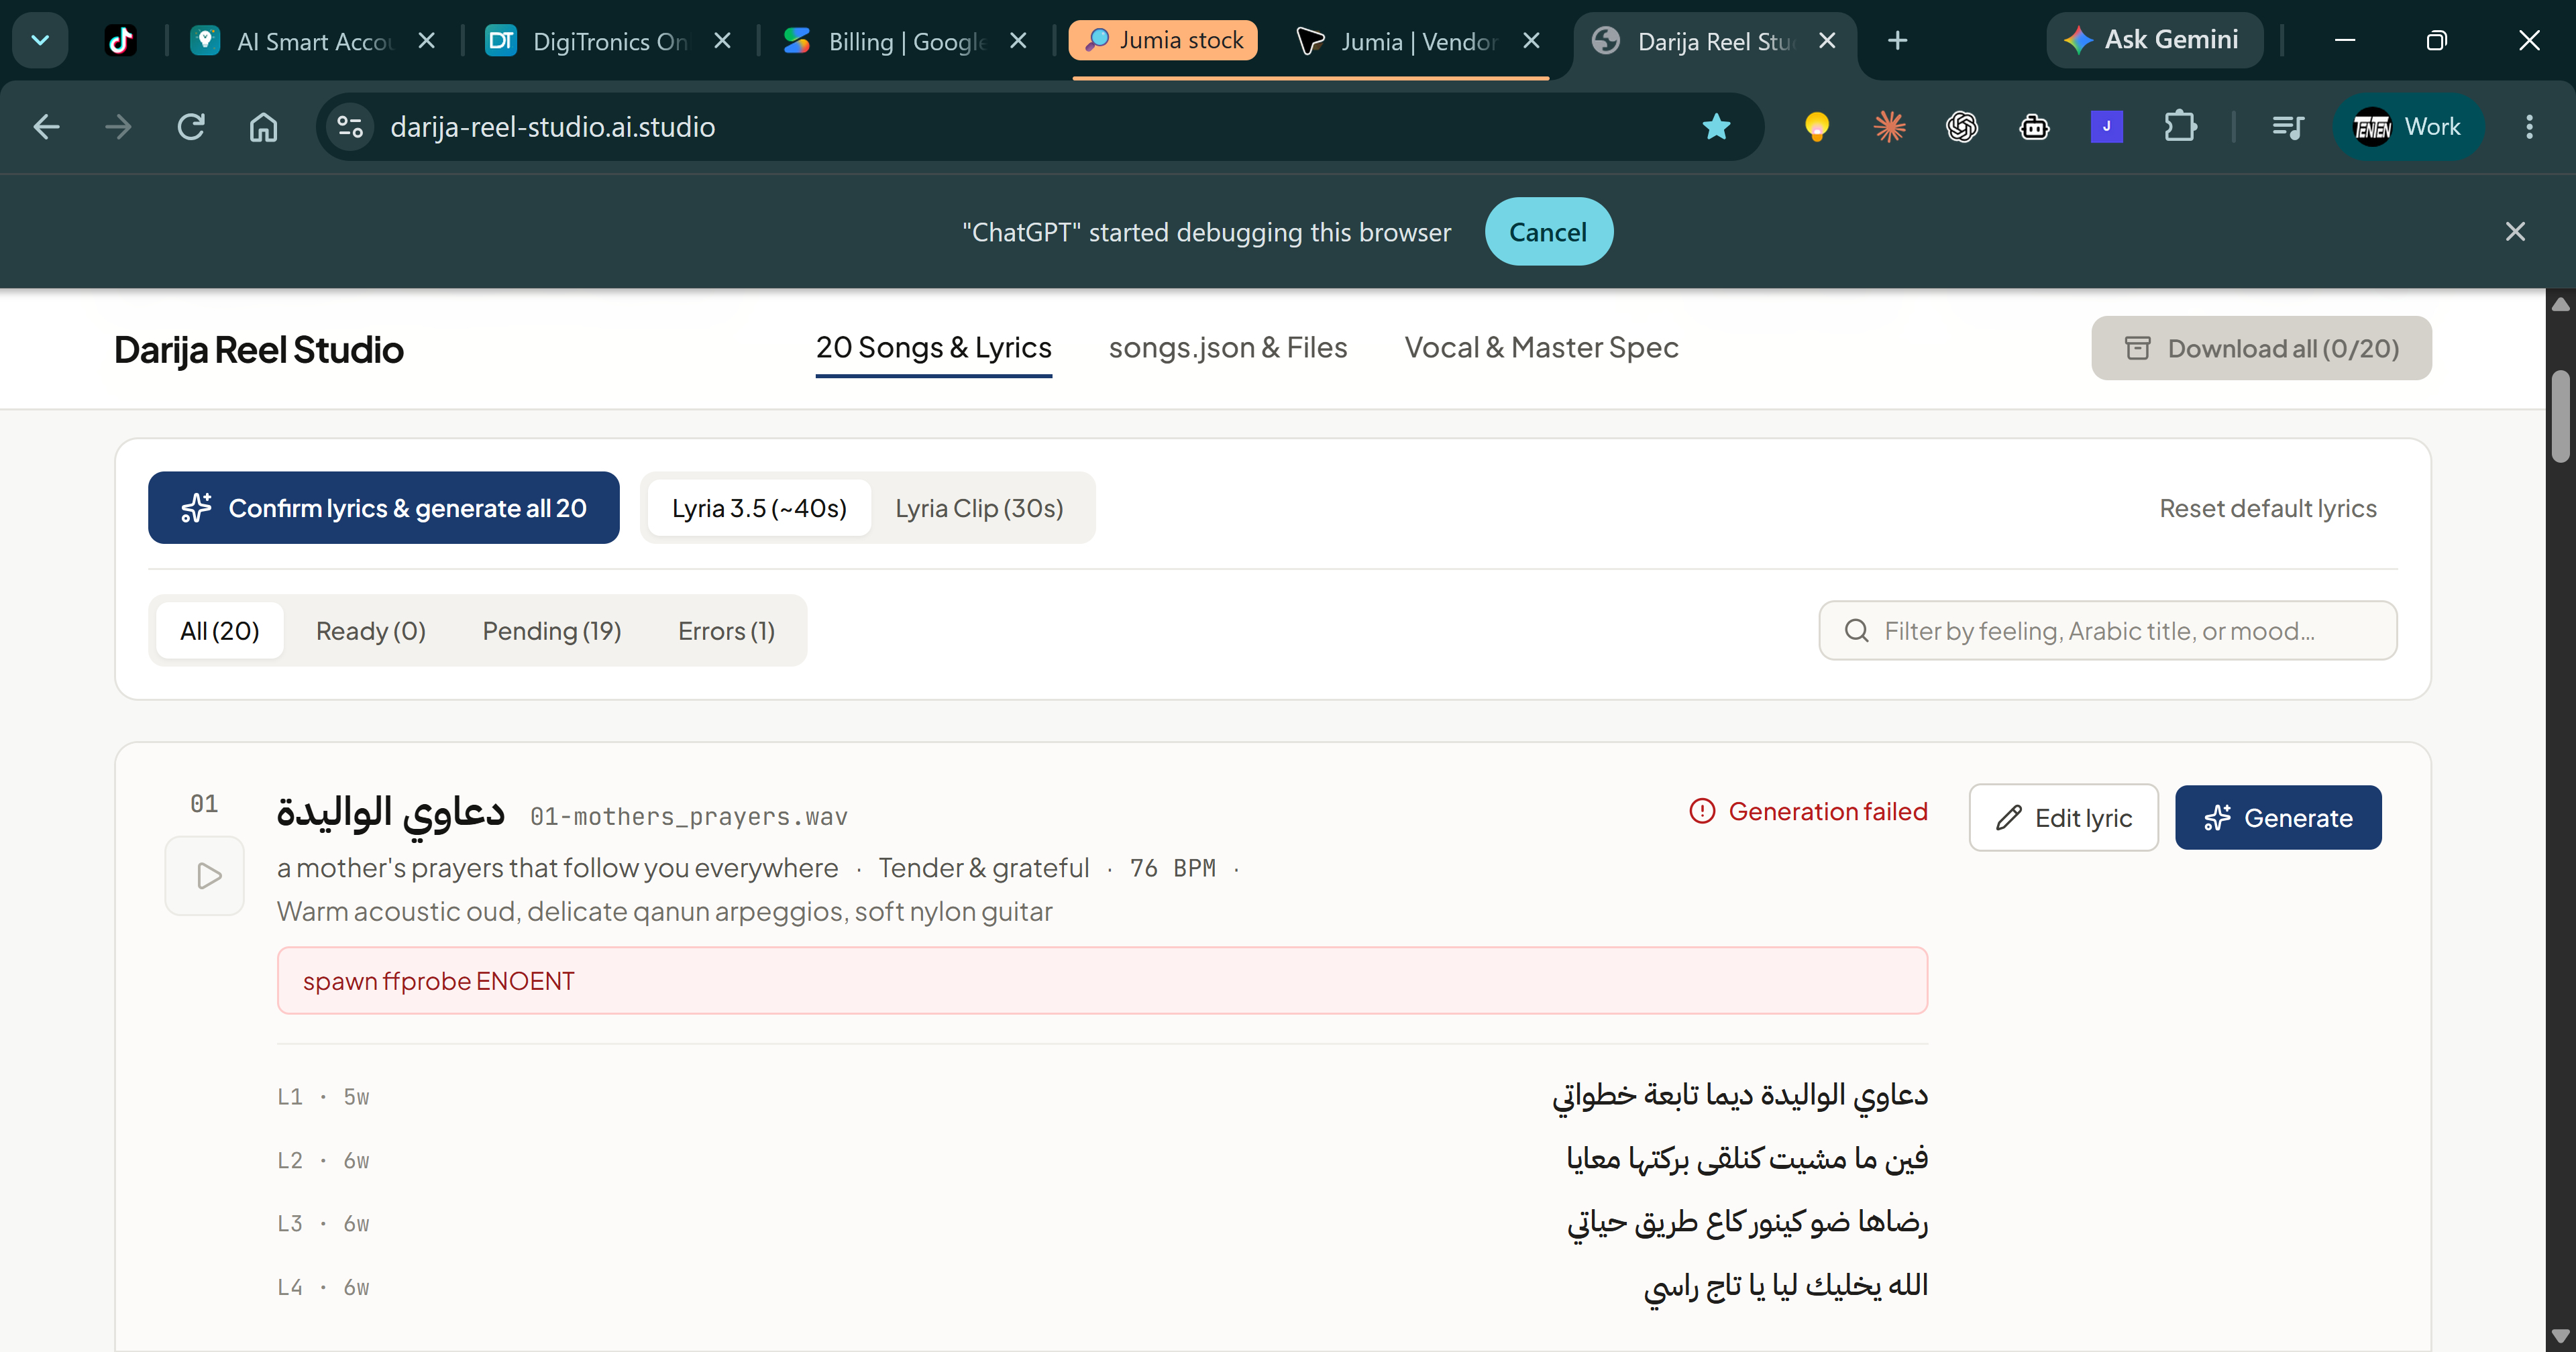 AI Smart Accou
DigiTronics On
Billing | Google
Jumia stock
Jumia | Vendor
Darija Reel Stu
Ask Gemini
darija-reel-studio.ai.studio
J
TENTEN
Work
"ChatGPT" started debugging this browser
Cancel
Darija Reel Studio
20 Songs & Lyrics
songs.json & Files
Vocal & Master Spec
Download all (0/20)
Confirm lyrics & generate all 20
Lyria 3.5 (~40s)
Lyria Clip (30s)
Reset default lyrics
All (20)
Ready (0)
Pending (19)
Errors (1)
Filter by feeling, Arabic title, or mood...
01
دعاوي الواليدة
01-mothers_prayers.wav
Generation failed
Edit lyric
Generate
a mother's prayers that follow you everywhere · Tender & grateful · 76 BPM ·
Warm acoustic oud, delicate qanun arpeggios, soft nylon guitar
spawn ffprobe ENOENT
L1 · 5w
دعاوي الواليدة ديما تابعة خطواتي
L2 · 6w
فين ما مشيت كنلقى بركتها معايا
L3 · 6w
رضاها ضو كينور كاع طريق حياتي
L4 · 6w
الله يخليك ليا يا تاج راسي